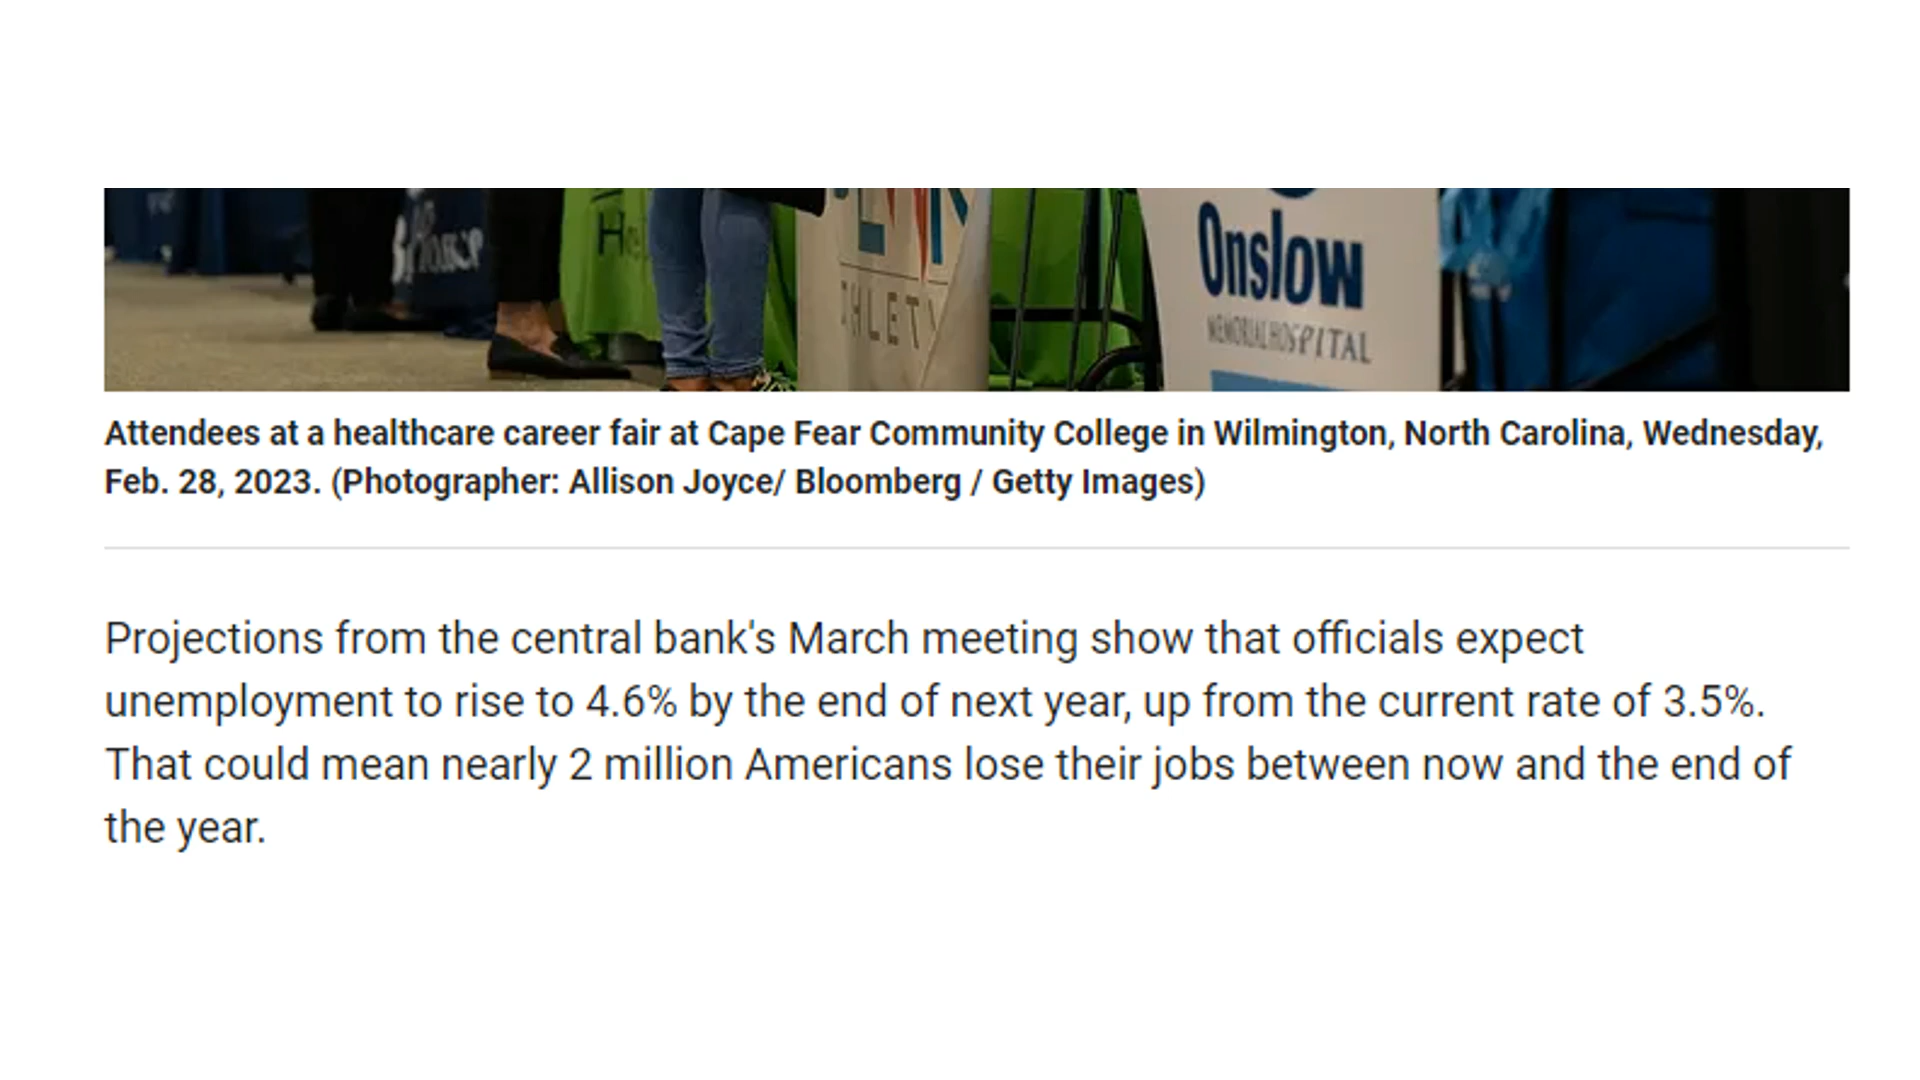 Onslow
MEMORIAL HOSPITAL
Attendees at a healthcare career fair at Cape Fear Community College in Wilmington, North Carolina, Wednesday,
Feb. 28, 2023. (Photographer: Allison Joyce/ Bloomberg / Getty Images)
Projections from the central bank's March meeting show that officials expect
unemployment to rise to 4.6% by the end of next year, up from the current rate of 3.5%.
That could mean nearly 2 million Americans lose their jobs between now and the end of
the year.